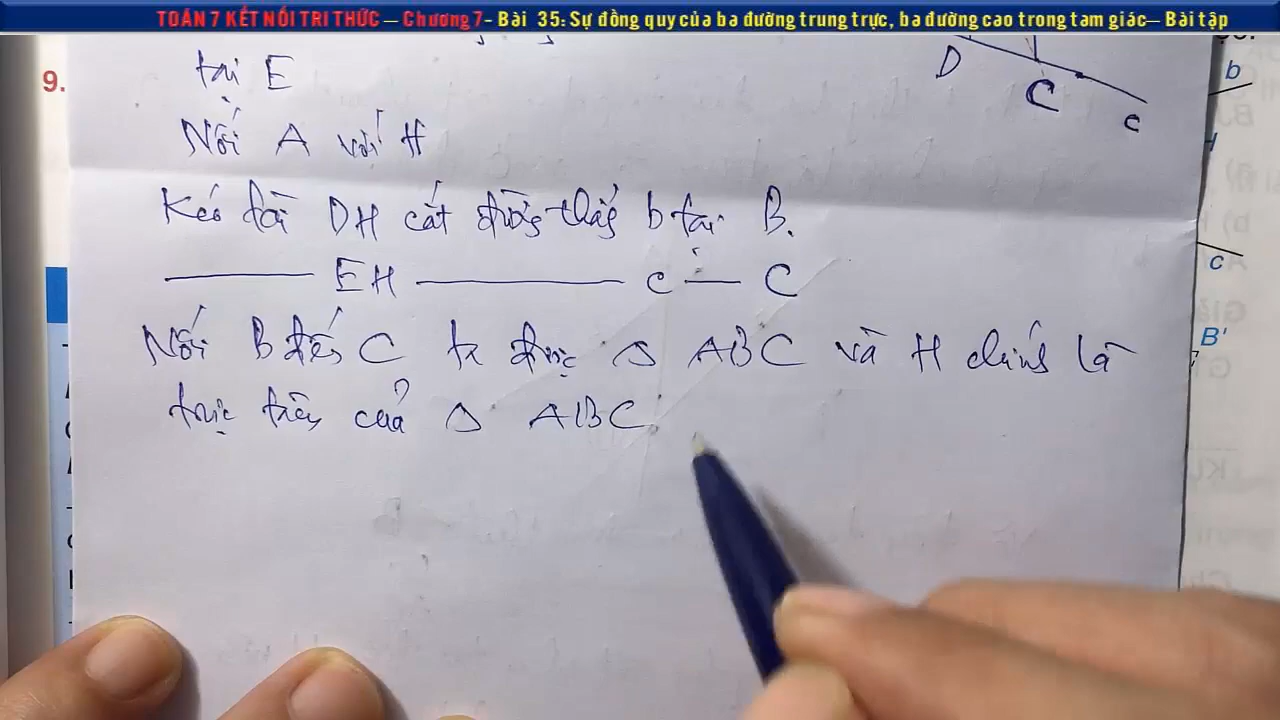 TOÁN 7 KẾT NỐI TRI THỨC – Chương 7- Bài 35: Sự đồng quy của ba đường trung trực, ba đường cao trong tam giác– Bài tập
9.
tại E
Nối A với H
Kéo dài DH cắt đường thẳng b tại B.
EH c C
Nối B đến C ta được Δ ABC và H chính là
trực tâm của Δ ABC
D
C
c
b
H
c
B'